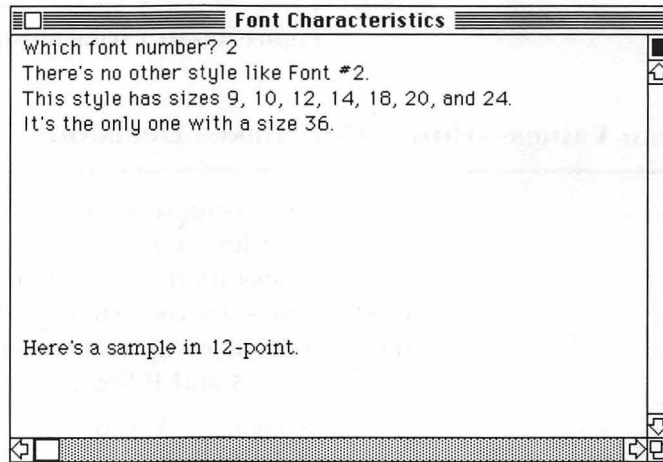 Font Characteristics
Which font number? 2
There's no other style like Font #2.
This style has sizes 9, 10, 12, 14, 18, 20, and 24.
It's the only one with a size 36.
Here's a sample in 12-point.